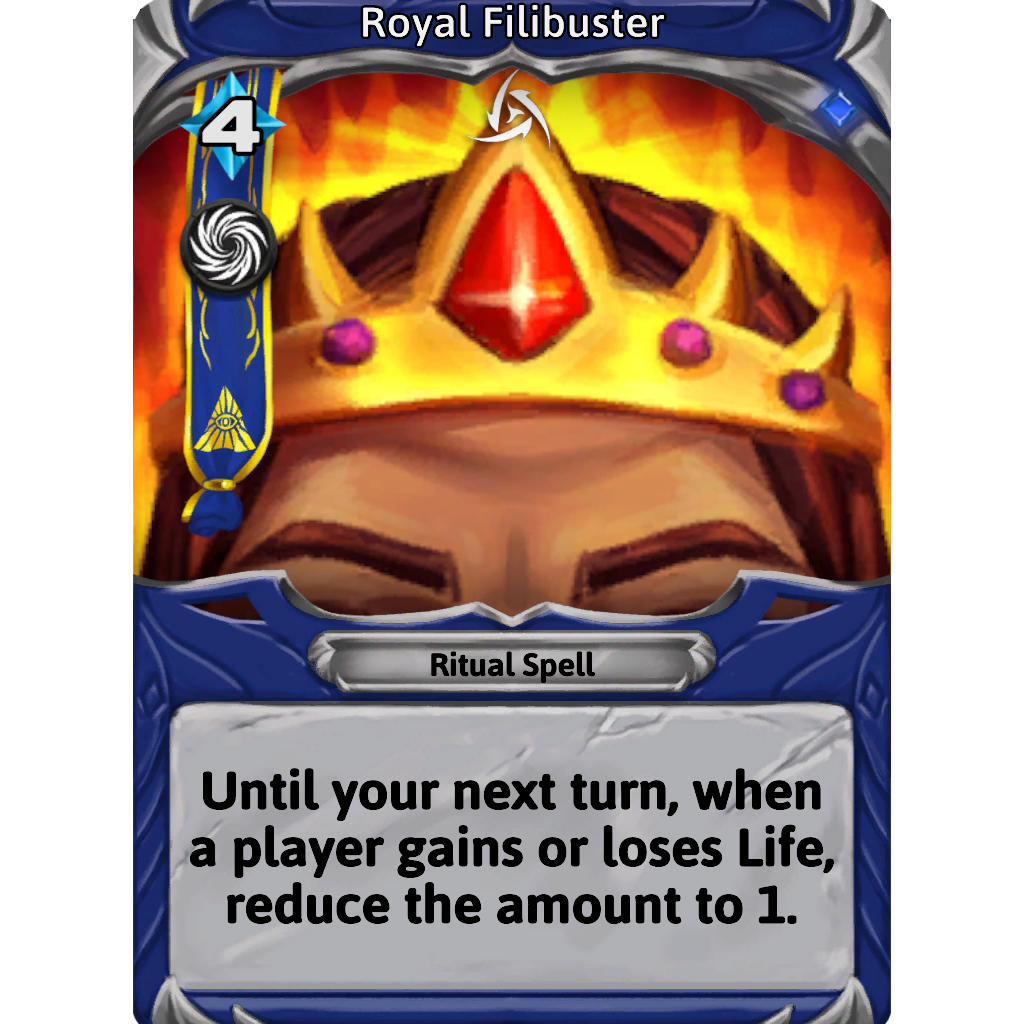 Royal Filibuster
4
Ritual Spell
Until your next turn, when
a player gains or loses Life,
reduce the amount to 1.